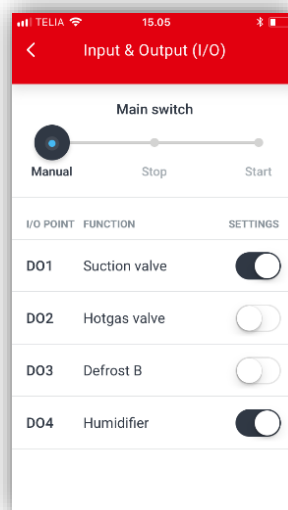 TELIA 15.05
Input & Output (I/O)
Main switch
Manual Stop Start
I/O POINT FUNCTION SETTINGS
DO1 Suction valve
DO2 Hotgas valve
DO3 Defrost B
DO4 Humidifier